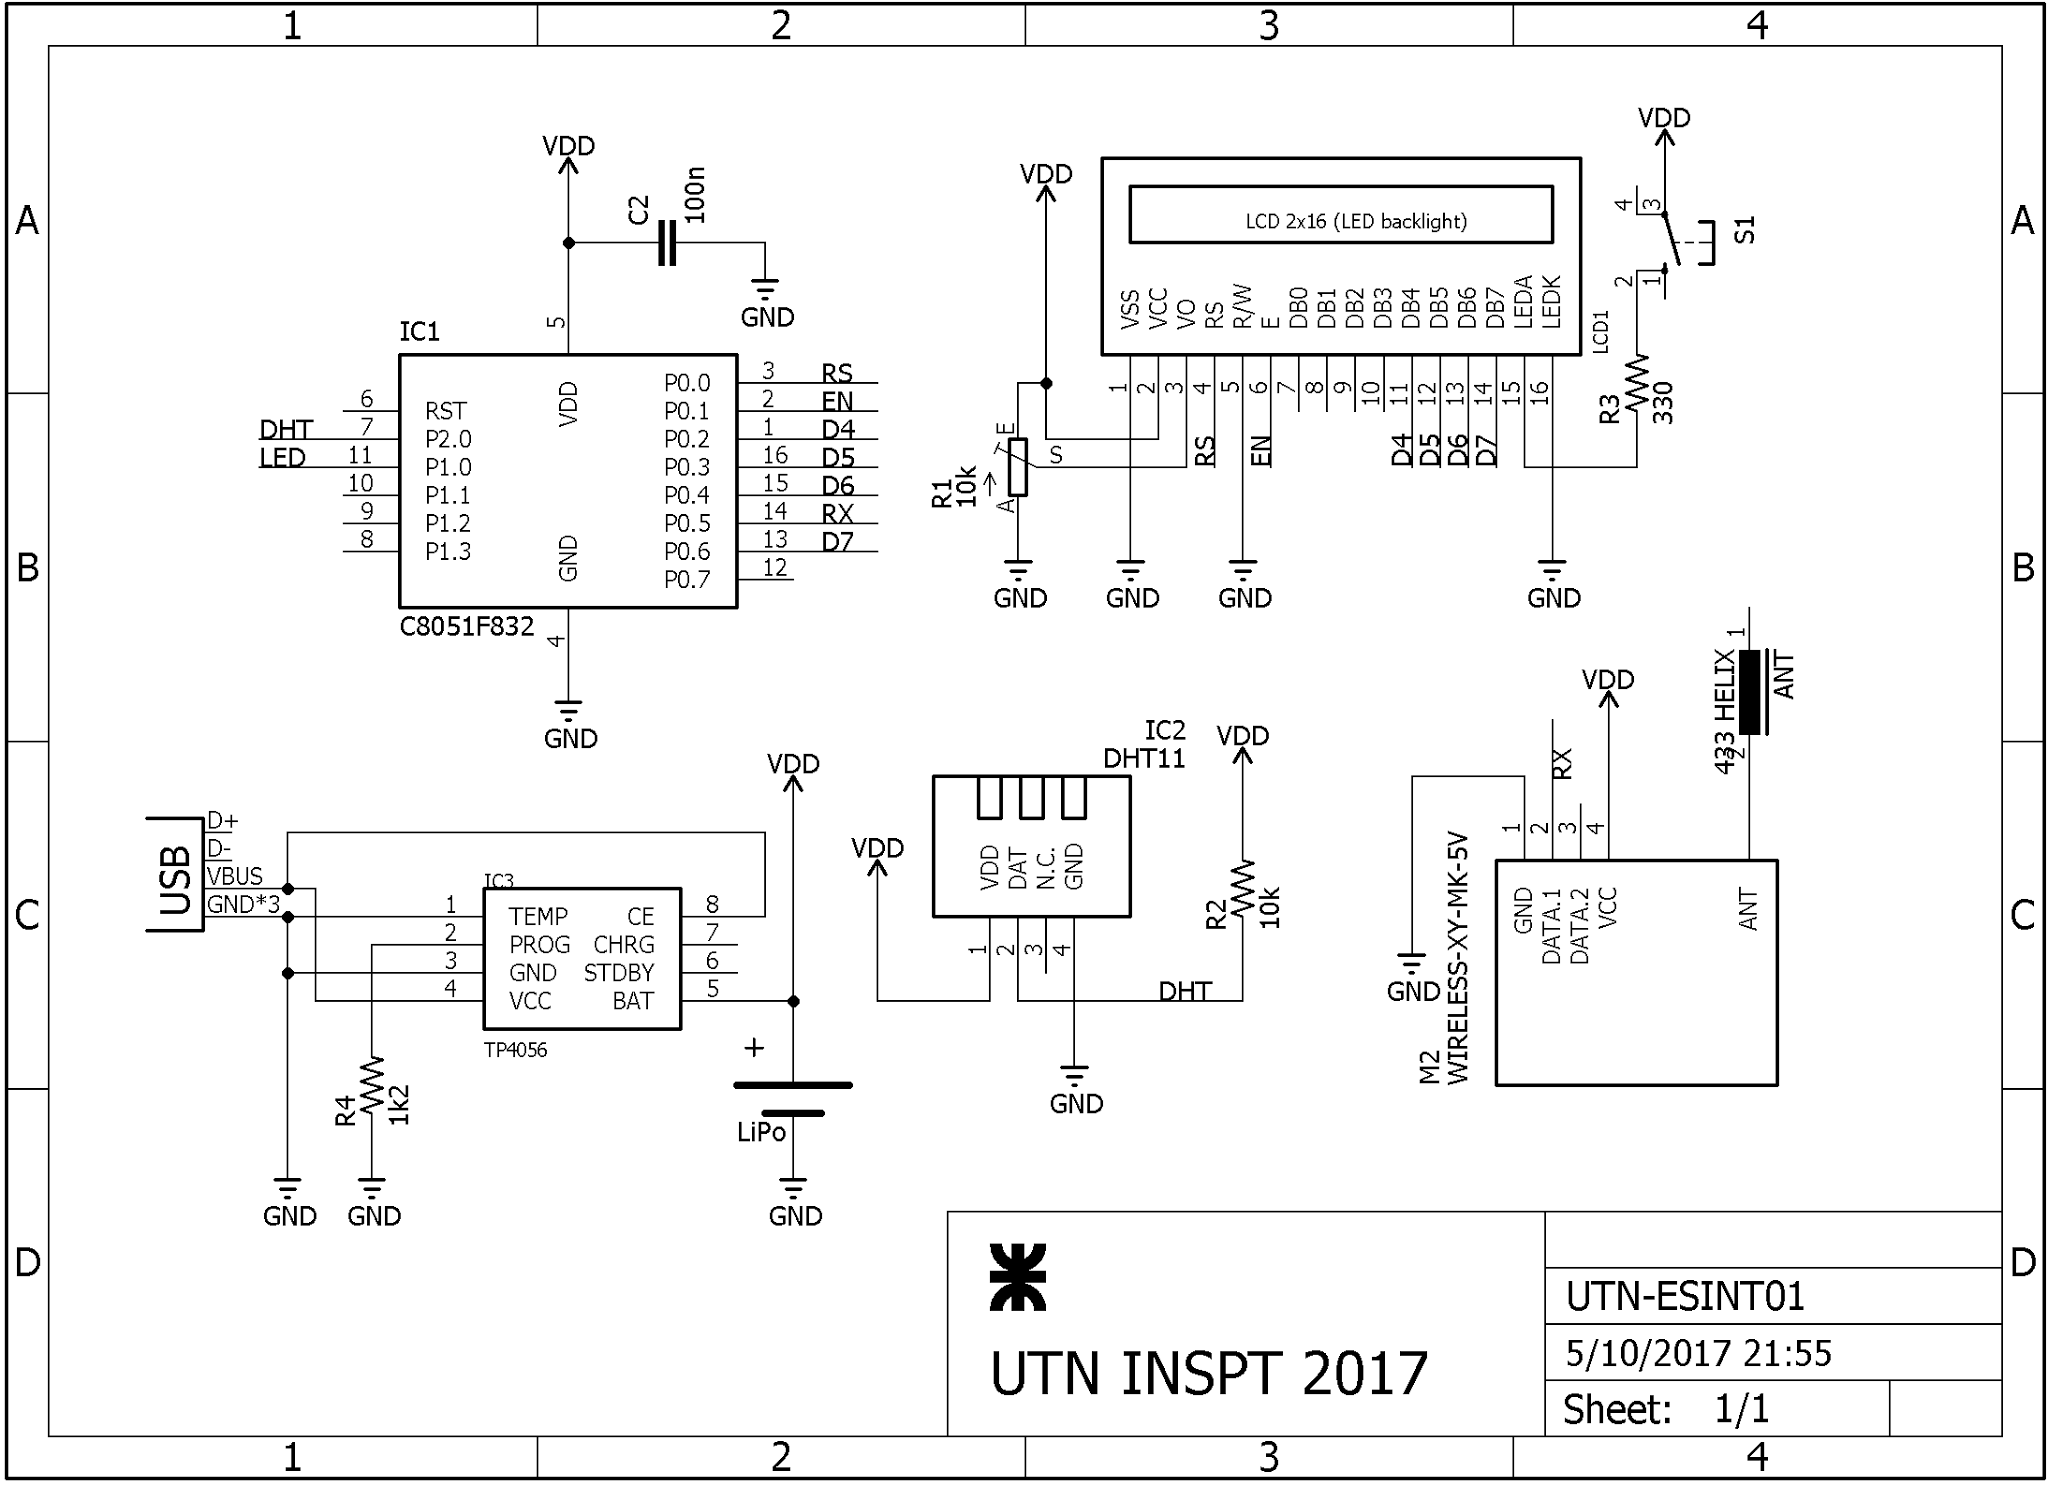 1 2 3 4
A
B
C
D
A
B
C
D
1 2 3 4
VDD
C2
100n
GND
IC1
5
VDD
GND
6 RST
DHT 7 P2.0
LED 11 P1.0
10 P1.1
9 P1.2
8 P1.3
P0.0 3 RS
P0.1 2 EN
P0.2 1 D4
P0.3 16 D5
P0.4 15 D6
P0.5 14 RX
P0.6 13 D7
P0.7 12
C8051F832
4
GND
VDD
LCD 2x16 (LED backlight)
VSS VCC VO RS R/W E DB0 DB1 DB2 DB3 DB4 DB5 DB6 DB7 LEDA LEDK
LCD1
1 2 3 4 5 6 7 8 9 10 11 12 13 14 15 16
RS EN D4 D5 D6 D7
E
S
A
R1
10k
GND GND GND GND
VDD
4 3
S1
2 1
R3
330
USB
D+
D-
VBUS
GND*3
IC3
1 TEMP CE 8
2 PROG CHRG 7
3 GND STDBY 6
4 VCC BAT 5
TP4056
R4
1k2
GND GND
VDD
+
LiPo
GND
IC2
DHT11
VDD
VDD DAT N.C. GND
1 2 3 4
VDD
R2
10k
DHT
GND
VDD
RX
1 2 3 4
GND DATA.1 DATA.2 VCC ANT
GND
M2
WIRELESS-XY-MK-5V
1
433 HELIX
ANT
2
UTN INSPT 2017
UTN-ESINT01
5/10/2017 21:55
Sheet: 1/1